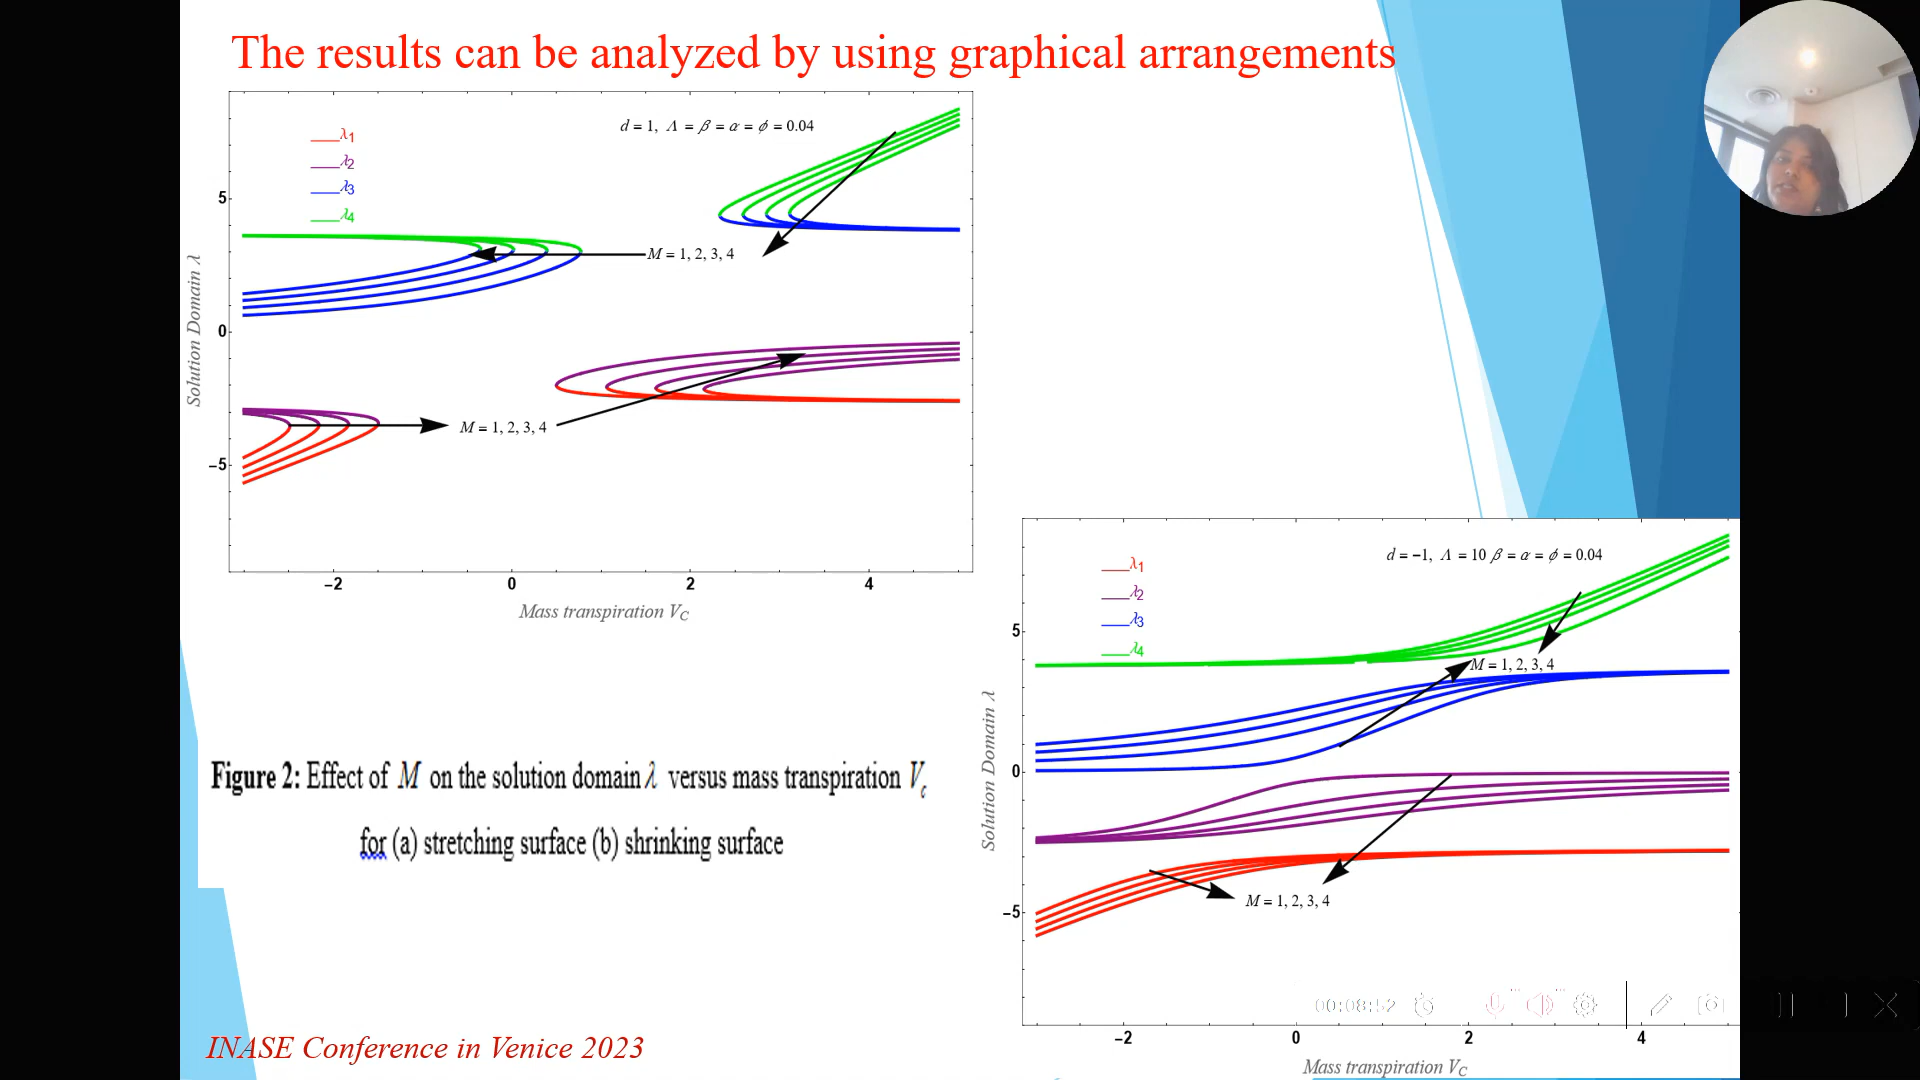 The results can be analyzed by using graphical arrangements
d = 1, Λ = β = α = ϕ = 0.04
λ1
λ2
λ3
λ4
5
0
−5
Solution Domain λ
M = 1, 2, 3, 4
M = 1, 2, 3, 4
−2 0 2 4
Mass transpiration VC
d = −1, Λ = 10 β = α = ϕ = 0.04
λ1
λ2
λ3
λ4
5
0
−5
Solution Domain λ
M = 1, 2, 3, 4
M = 1, 2, 3, 4
−2 0 2 4
Mass transpiration VC
Figure 2: Effect of M on the solution domain λ versus mass transpiration Vc
for (a) stretching surface (b) shrinking surface
00:08:52
INASE Conference in Venice 2023